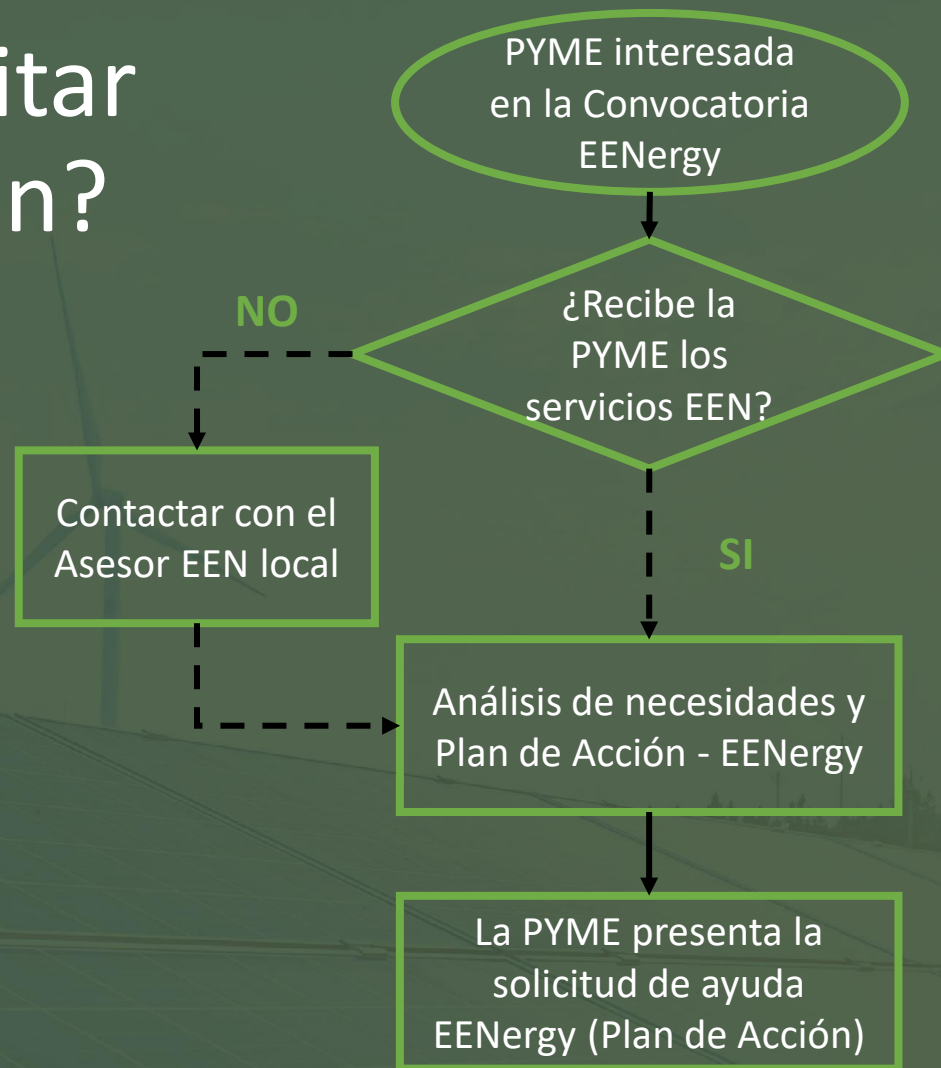 itar
n?
PYME interesada
en la Convocatoria
EENergy
¿Recibe la
PYME los
servicios EEN?
NO
SI
Contactar con el
Asesor EEN local
Análisis de necesidades y
Plan de Acción - EENergy
La PYME presenta la
solicitud de ayuda
EENergy (Plan de Acción)